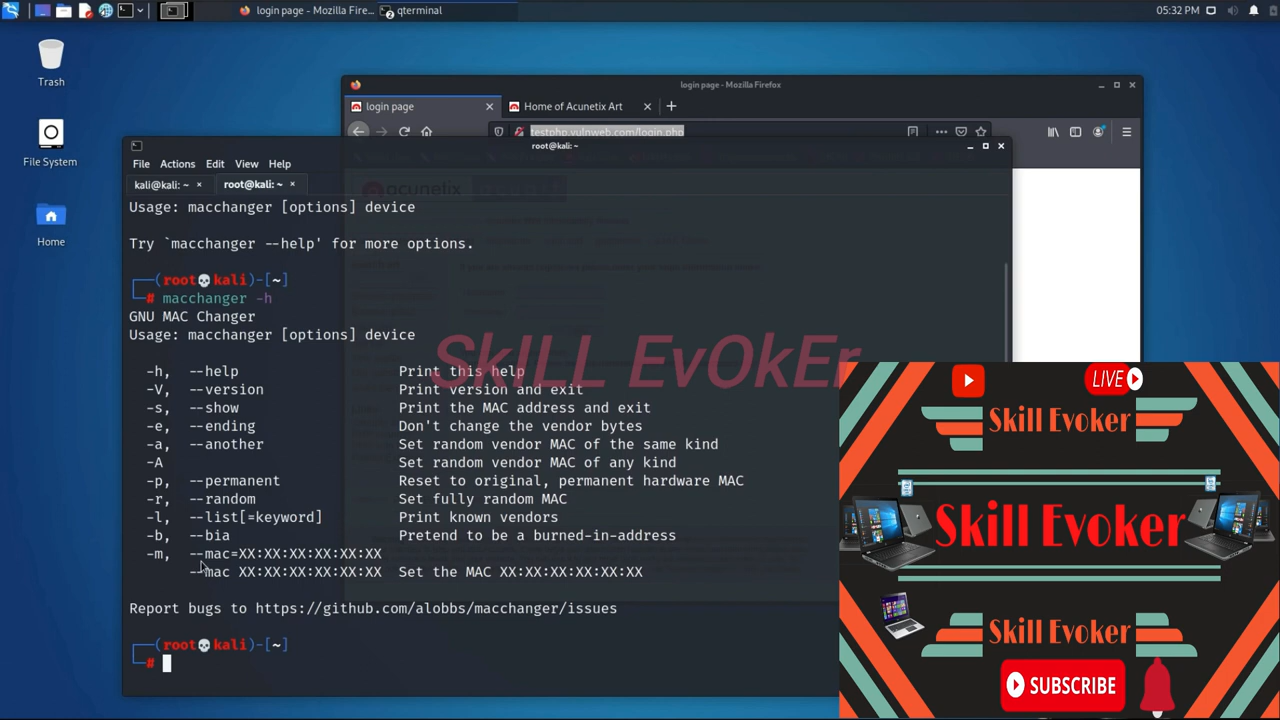 login page - Mozilla Fire...
qterminal
2
05:32 PM
Trash
File System
Home
login page - Mozilla Firefox
login page
Home of Acunetix Art
testphp.vulnweb.com/login.php
root@kali: ~
File Actions Edit View Help
kali@kali: ~
root@kali: ~
acunetix
Usage: macchanger [options] device
Try `macchanger --help' for more options.
(root💀kali)-[~]
# macchanger -h
GNU MAC Changer
Usage: macchanger [options] device
-h, --help Print this help
-V, --version Print version and exit
-s, --show Print the MAC address and exit
-e, --ending Don't change the vendor bytes
-a, --another Set random vendor MAC of the same kind
-A Set random vendor MAC of any kind
-p, --permanent Reset to original, permanent hardware MAC
-r, --random Set fully random MAC
-l, --list[=keyword] Print known vendors
-b, --bia Pretend to be a burned-in-address
-m, --mac=XX:XX:XX:XX:XX:XX
--mac XX:XX:XX:XX:XX:XX Set the MAC XX:XX:XX:XX:XX:XX
Report bugs to https://github.com/alobbs/macchanger/issues
(root💀kali)-[~]
#
SkILL EvOkEr
LIVE
Skill Evoker
Skill Evoker
Skill Evoker
SUBSCRIBE